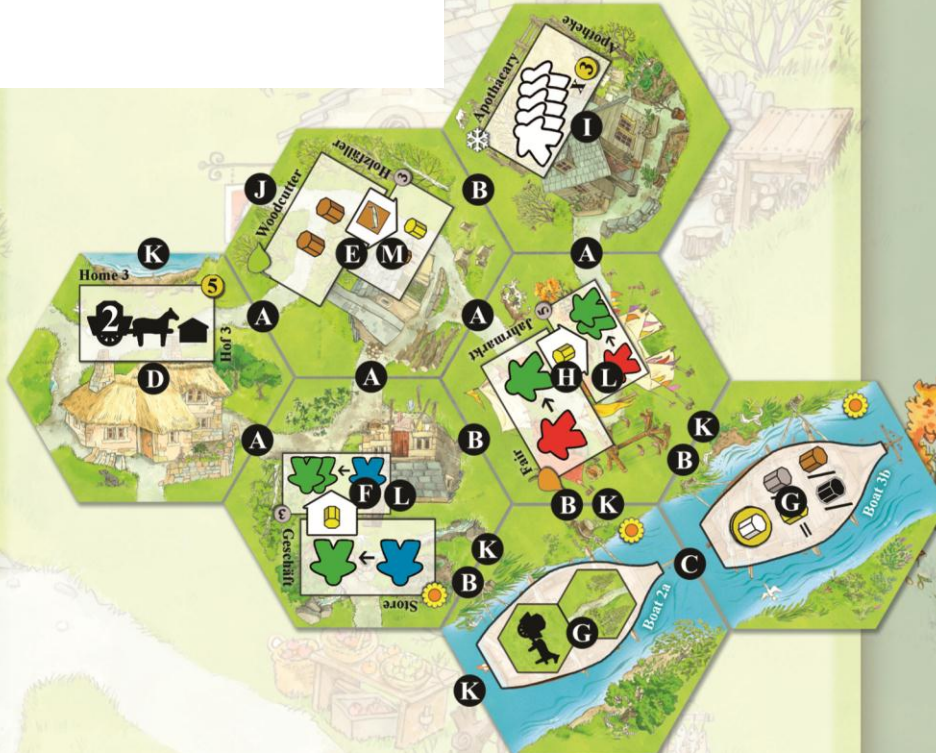 Apotheke
Apothecary
3
X
I
Holzfäller
3
Woodcutter
J
B
E
M
K
A
Home 3
5
2
Hof 3
D
A
A
A
Jahrmarkt
5
H
L
Fair
A
B
F
L
3
Geschäft
Store
K
B
K
B
B
K
G
Boat 3b
=
C
Boat 2a
G
K